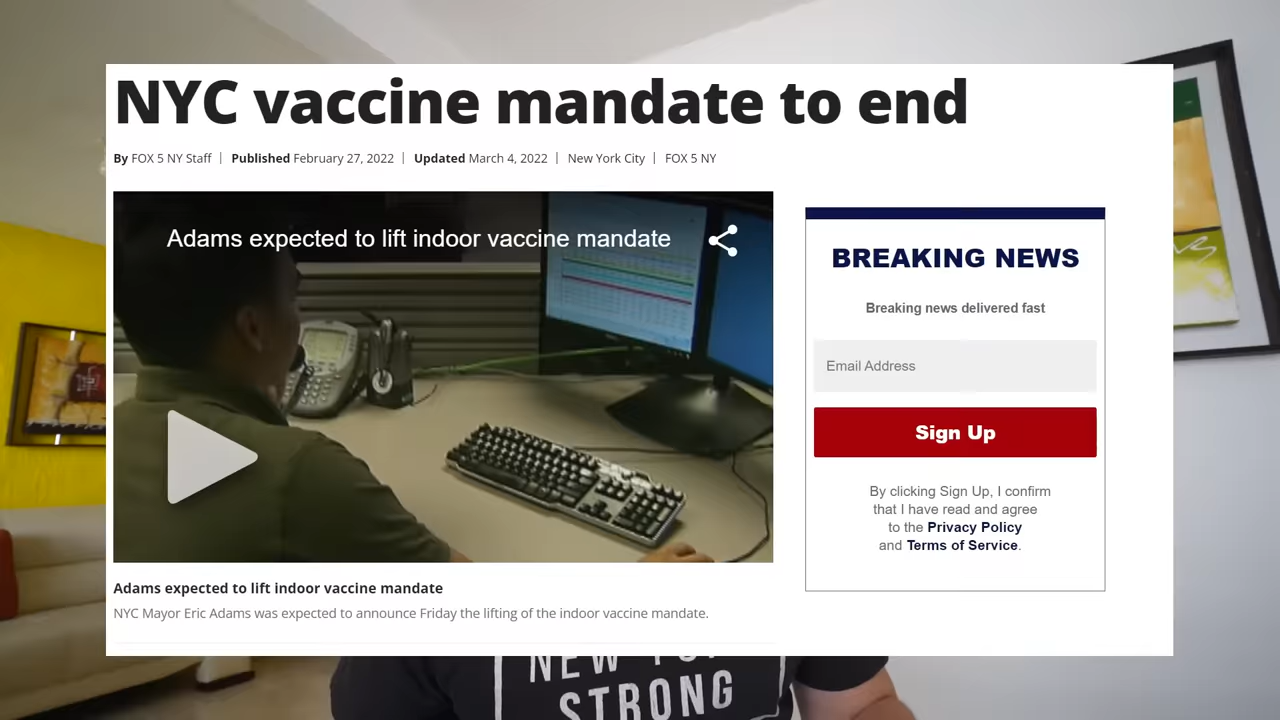 NYC vaccine mandate to end
By FOX 5 NY Staff | Published February 27, 2022 | Updated March 4, 2022 | New York City | FOX 5 NY
Adams expected to lift indoor vaccine mandate
Adams expected to lift indoor vaccine mandate
NYC Mayor Eric Adams was expected to announce Friday the lifting of the indoor vaccine mandate.
BREAKING NEWS
Breaking news delivered fast
Email Address
Sign Up
By clicking Sign Up, I confirm
that I have read and agree
to the Privacy Policy
and Terms of Service.
NEW
STRONG